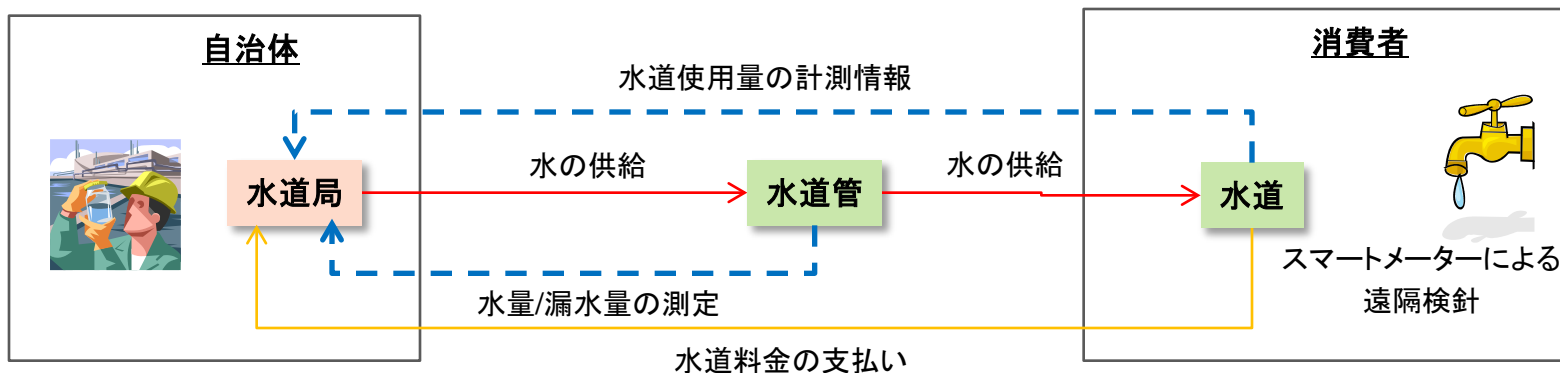 自治体
消費者
水道使用量の計測情報
水の供給
水の供給
水道局
水道管
水道
スマートメーターによる
遠隔検針
水量/漏水量の測定
水道料金の支払い